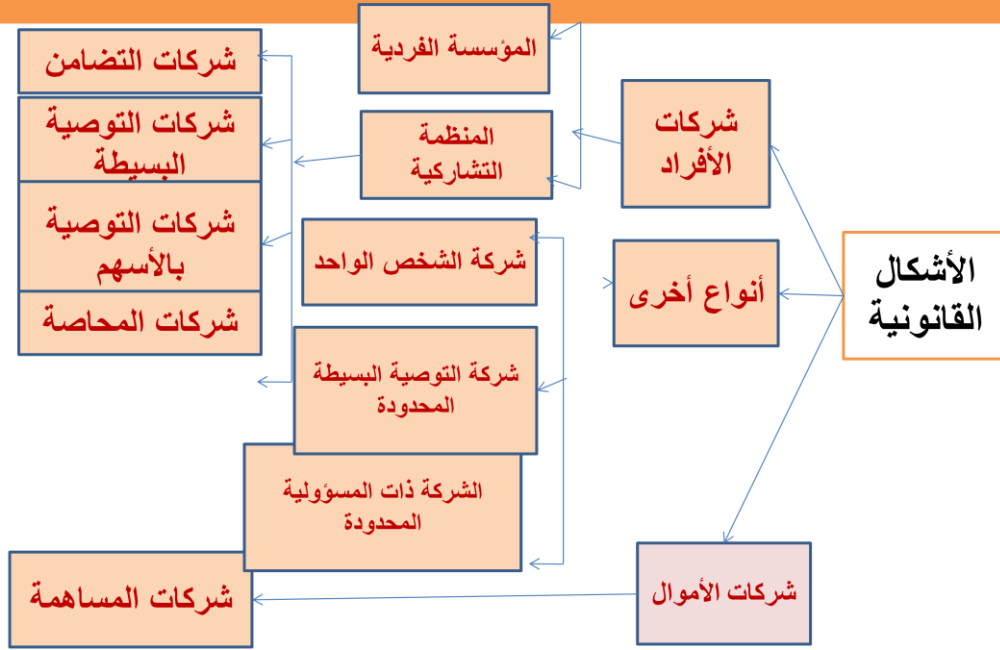 الأشكال
القانونية
شركات
الأفراد
المؤسسة الفردية
المنظمة
التشاركية
شركات التضامن
شركات التوصية
البسيطة
شركات التوصية
بالأسهم
شركات المحاصة
أنواع أخرى
شركة الشخص الواحد
شركة التوصية البسيطة
المحدودة
الشركة ذات المسؤولية
المحدودة
شركات الأموال
شركات المساهمة